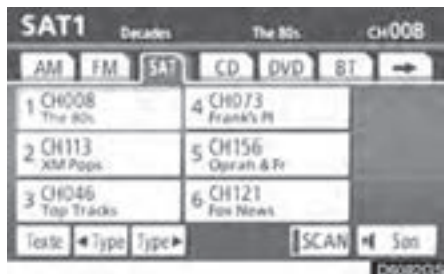 SAT1 Decades The 80s CH008
AM FM SAT CD DVD BT
1 CH008 The 80s
4 CH073 Frank's Pl
2 CH113 XM Pops
5 CH156 Oprah & Fr
3 CH046 Top Tracks
6 CH121 Fox News
Texte ◄Type Type► SCAN Son